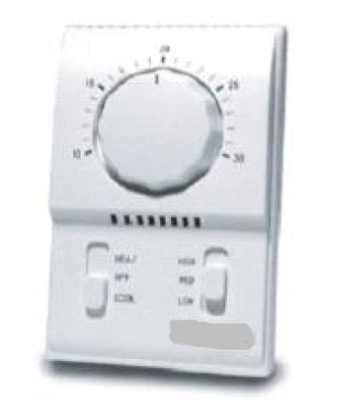 20
15 25
10 30
HEAT HIGH
OFF MED
COOL LOW